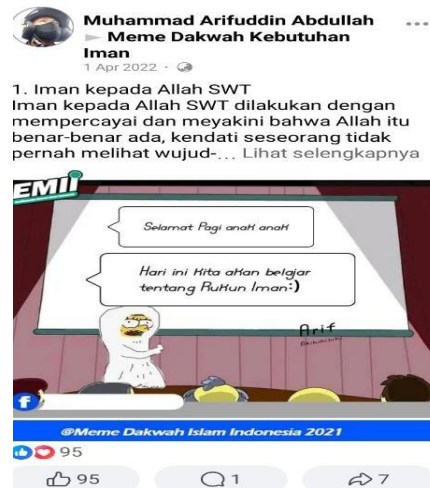 Muhammad Arifuddin Abdullah
► Meme Dakwah Kebutuhan
Iman
1 Apr 2022 ·
1. Iman kepada Allah SWT
Iman kepada Allah SWT dilakukan dengan
mempercayai dan meyakini bahwa Allah itu
benar-benar ada, kendati seseorang tidak
pernah melihat wujud-... Lihat selengkapnya
EMII
Selamat Pagi anak anak
Hari ini Kita akan belajar
tentang Rukun Iman:)
Arif
@Meme Dakwah Islam Indonesia 2021
95
95
1
7